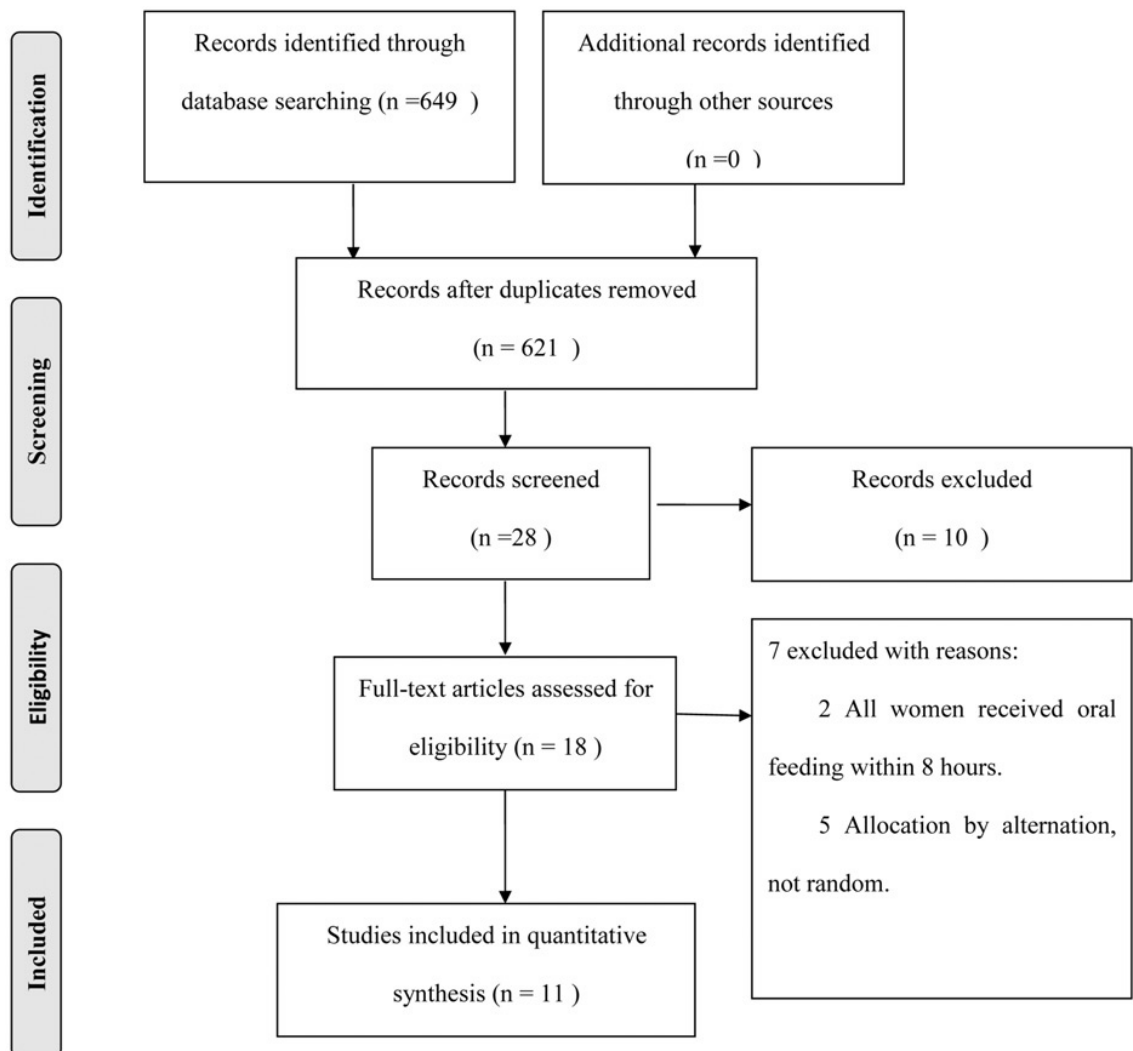 Identification
Records identified through
database searching (n =649  )
Additional records identified
through other sources
(n =0  )
Screening
Records after duplicates removed
(n = 621  )
Records screened
(n =28 )
Records excluded
(n = 10  )
Eligibility
Full-text articles assessed for
eligibility (n = 18 )
7 excluded with reasons:
2 All women received oral
feeding within 8 hours.
5 Allocation by alternation,
not random.
Included
Studies included in quantitative
synthesis (n = 11 )